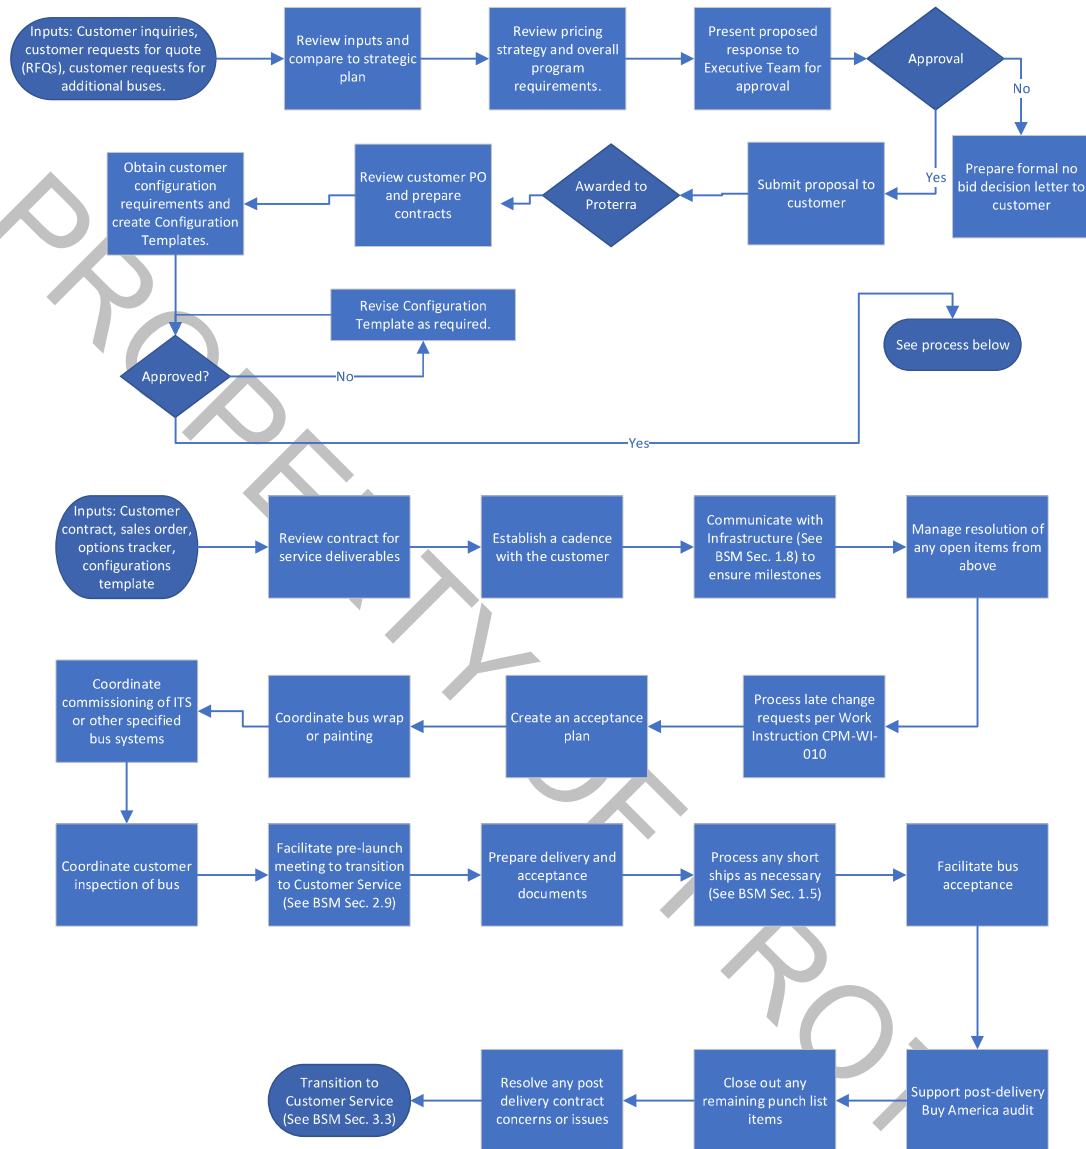 Inputs: Customer inquiries,
customer requests for quote
(RFQs), customer requests for
additional buses.
Review inputs and
compare to strategic
plan
Review pricing
strategy and overall
program
requirements.
Present proposed
response to
Executive Team for
approval
Approval
No
Yes
Prepare formal no
bid decision letter to
customer
Submit proposal to
customer
Awarded to
Proterra
Review customer PO
and prepare
contracts
Obtain customer
configuration
requirements and
create Configuration
Templates.
Revise Configuration
Template as required.
Approved?
No
Yes
See process below
Inputs: Customer
contract, sales order,
options tracker,
configurations
template
Review contract for
service deliverables
Establish a cadence
with the customer
Communicate with
Infrastructure (See
BSM Sec. 1.8) to
ensure milestones
Manage resolution of
any open items from
above
Process late change
requests per Work
Instruction CPM-WI-
010
Create an acceptance
plan
Coordinate bus wrap
or painting
Coordinate
commissioning of ITS
or other specified
bus systems
Coordinate customer
inspection of bus
Facilitate pre-launch
meeting to transition
to Customer Service
(See BSM Sec. 2.9)
Prepare delivery and
acceptance
documents
Process any short
ships as necessary
(See BSM Sec. 1.5)
Facilitate bus
acceptance
Support post-delivery
Buy America audit
Close out any
remaining punch list
items
Resolve any post
delivery contract
concerns or issues
Transition to
Customer Service
(See BSM Sec. 3.3)
PROPERTY OF